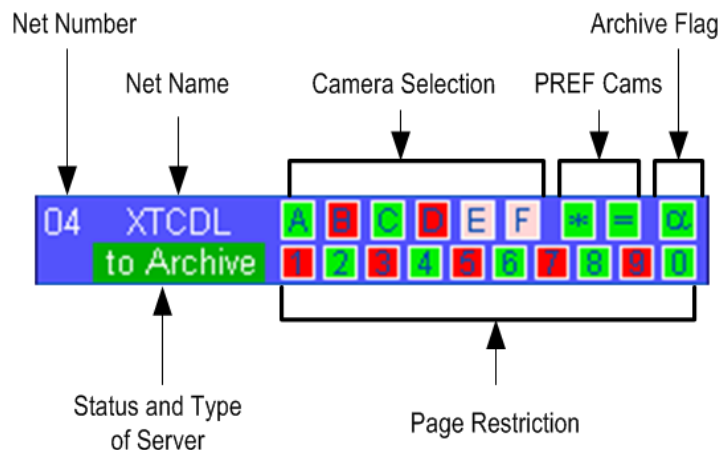 Net Number
Archive Flag
Net Name
Camera Selection
PREF Cams
04 XTCDL A B C D E F * = α
to Archive 1 2 3 4 5 6 7 8 9 0
Status and Type
of Server
Page Restriction